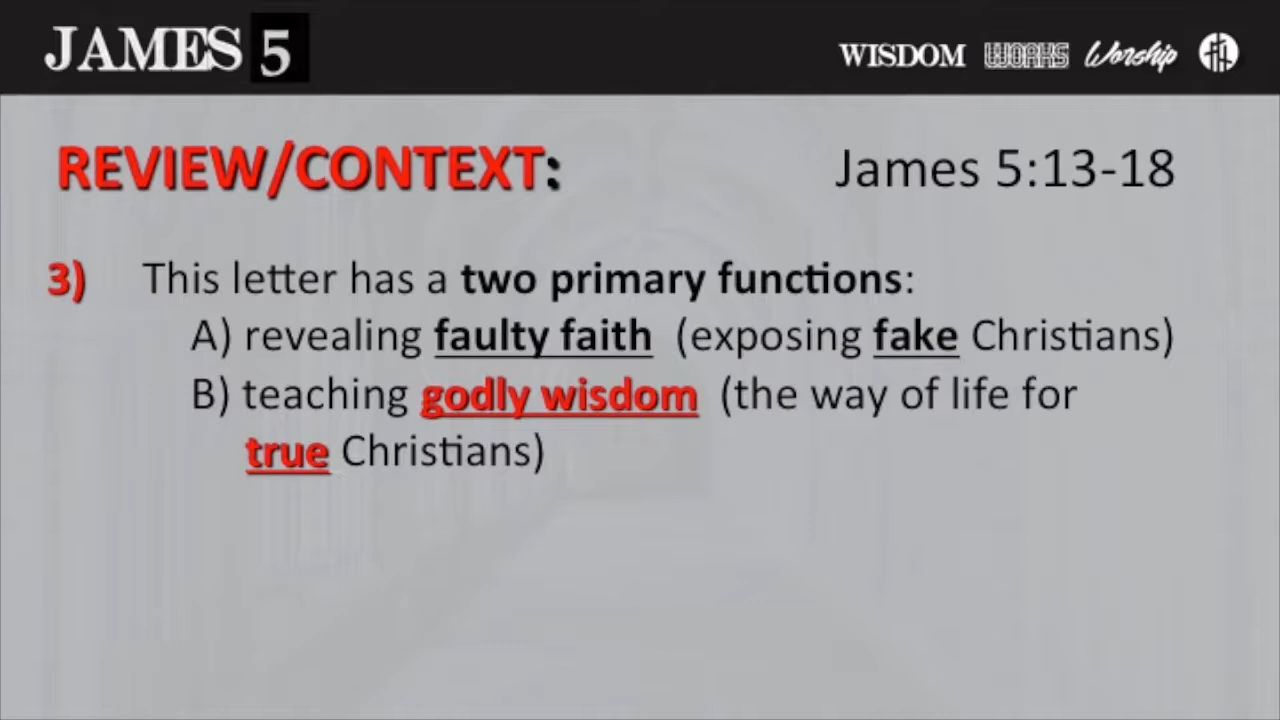 JAMES 5
WISDOM WORKS Worship
REVIEW/CONTEXT: James 5:13-18
3) This letter has a two primary functions:
A) revealing faulty faith (exposing fake Christians)
B) teaching godly wisdom (the way of life for
true Christians)